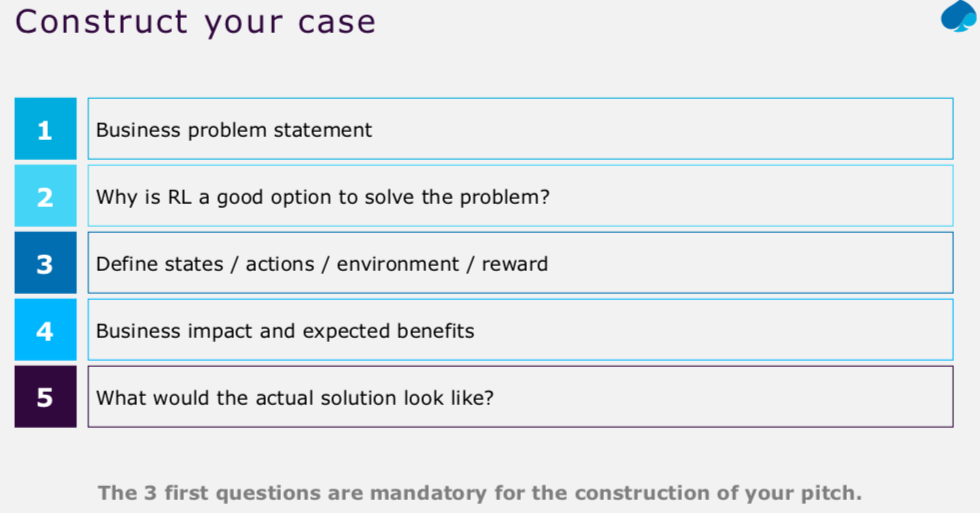 Construct your case
1 Business problem statement
2 Why is RL a good option to solve the problem?
3 Define states / actions / environment / reward
4 Business impact and expected benefits
5 What would the actual solution look like?
The 3 first questions are mandatory for the construction of your pitch.